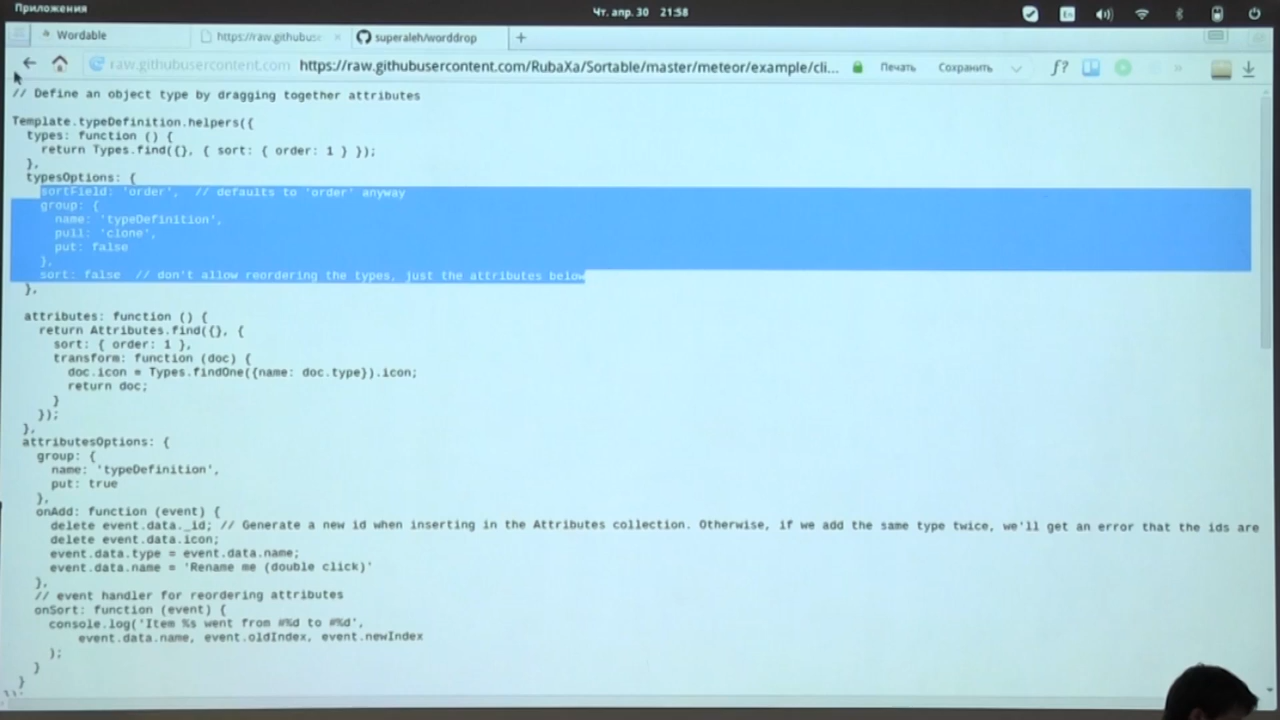 Приложения
Чт. апр. 30 21:58
En
Wordable
https://raw.githubuse
superaleh/worddrop
raw.githubusercontent.com https://raw.githubusercontent.com/RubaXa/Sortable/master/meteor/example/cli... Печать Сохранить f?
// Define an object type by dragging together attributes
Template.typeDefinition.helpers({
types: function () {
return Types.find({}, { sort: { order: 1 } });
},
typesOptions: {
sortField: 'order', // defaults to 'order' anyway
group: {
name: 'typeDefinition',
pull: 'clone',
put: false
},
sort: false // don't allow reordering the types, just the attributes below
},
attributes: function () {
return Attributes.find({}, {
sort: { order: 1 },
transform: function (doc) {
doc.icon = Types.findOne({name: doc.type}).icon;
return doc;
}
});
},
attributesOptions: {
group: {
name: 'typeDefinition',
put: true
},
onAdd: function (event) {
delete event.data._id; // Generate a new id when inserting in the Attributes collection. Otherwise, if we add the same type twice, we'll get an error that the ids are
delete event.data.icon;
event.data.type = event.data.name;
event.data.name = 'Rename me (double click)'
},
// event handler for reordering attributes
onSort: function (event) {
console.log('Item %s went from #%d to #%d',
event.data.name, event.oldIndex, event.newIndex
);
}
}
});